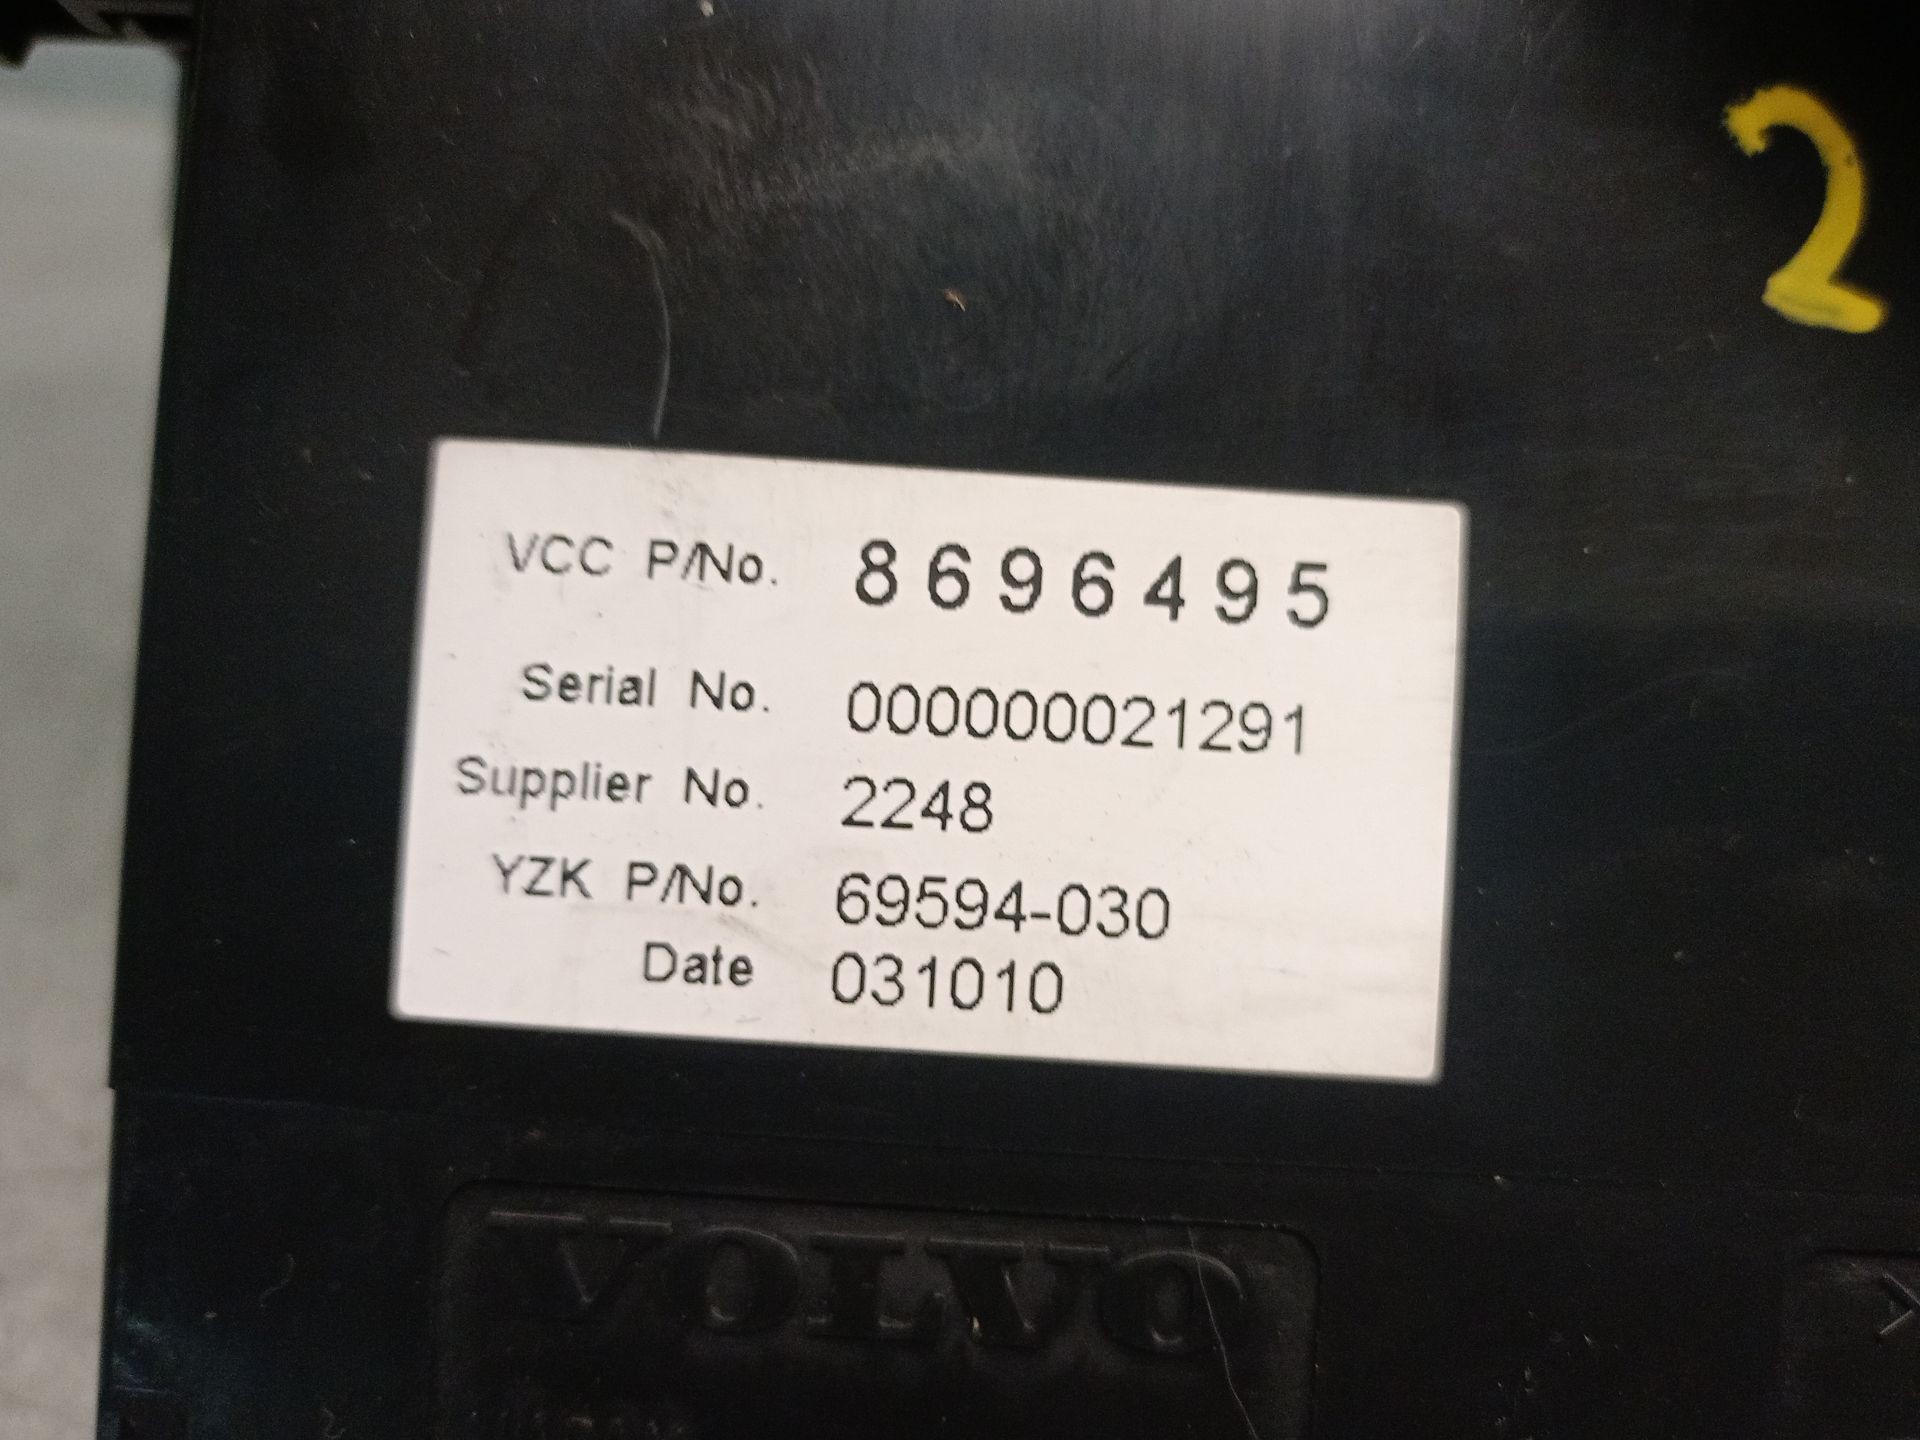 2
VCC P/No. 8696495
Serial No. 000000021291
Supplier No. 2248
YZK P/No. 69594-030
Date 031010
VOLVO